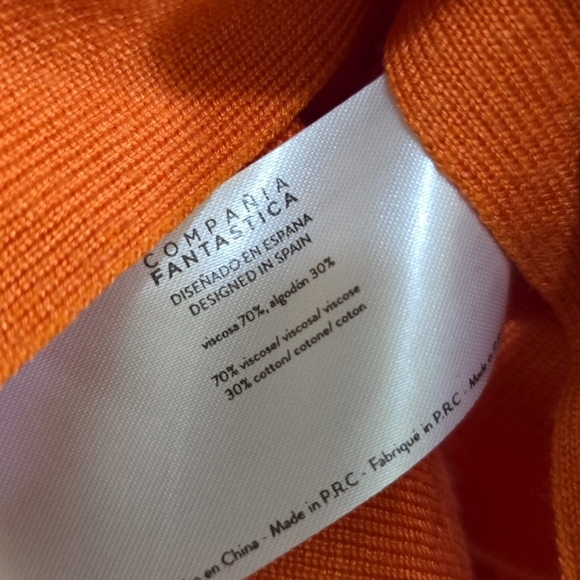 COMPAÑIA
FANTASTICA
DISEÑADO EN ESPANA
DESIGNED IN SPAIN
viscosa 70%, algodón 30%
70% viscose/ viscosa/ viscose
30% cotton/ cotone/ coton
en China - Made in P.R.C - Fabriqué in P.R.C - Made in